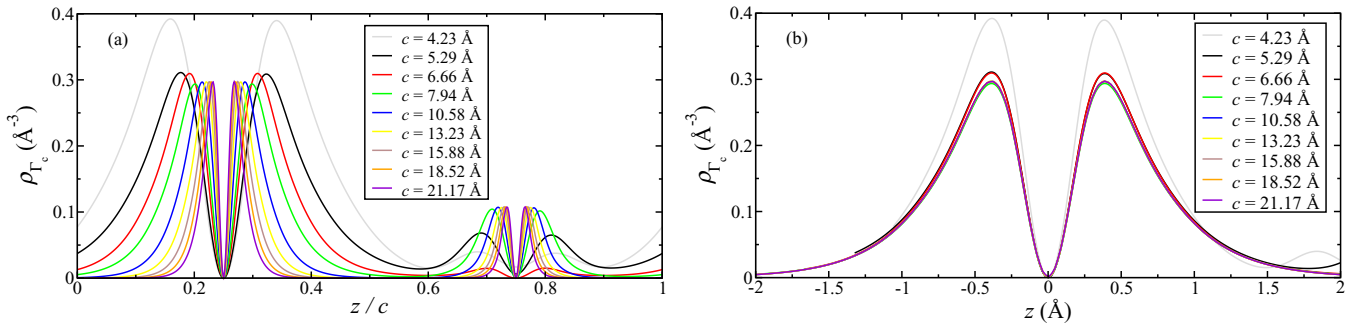 (a)
c = 4.23 Å
c = 5.29 Å
c = 6.66 Å
c = 7.94 Å
c = 10.58 Å
c = 13.23 Å
c = 15.88 Å
c = 18.52 Å
c = 21.17 Å
0.4
0.3
0.2
0.1
0
ρΓc (Å-3)
0 0.2 0.4 0.6 0.8 1
z / c
(b)
c = 4.23 Å
c = 5.29 Å
c = 6.66 Å
c = 7.94 Å
c = 10.58 Å
c = 13.23 Å
c = 15.88 Å
c = 18.52 Å
c = 21.17 Å
0.4
0.3
0.2
0.1
0
ρΓc (Å-3)
-2 -1.5 -1 -0.5 0 0.5 1 1.5 2
z (Å)